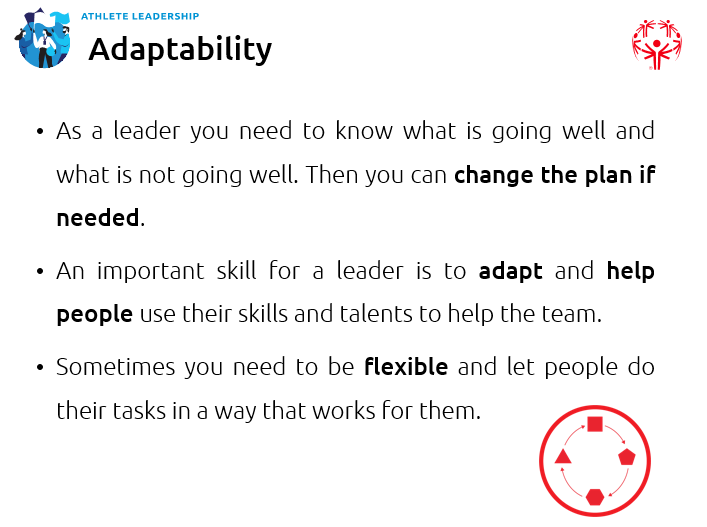 ATHLETE LEADERSHIP
Adaptability
• As a leader you need to know what is going well and
what is not going well. Then you can change the plan if
needed.
• An important skill for a leader is to adapt and help
people use their skills and talents to help the team.
• Sometimes you need to be flexible and let people do
their tasks in a way that works for them.